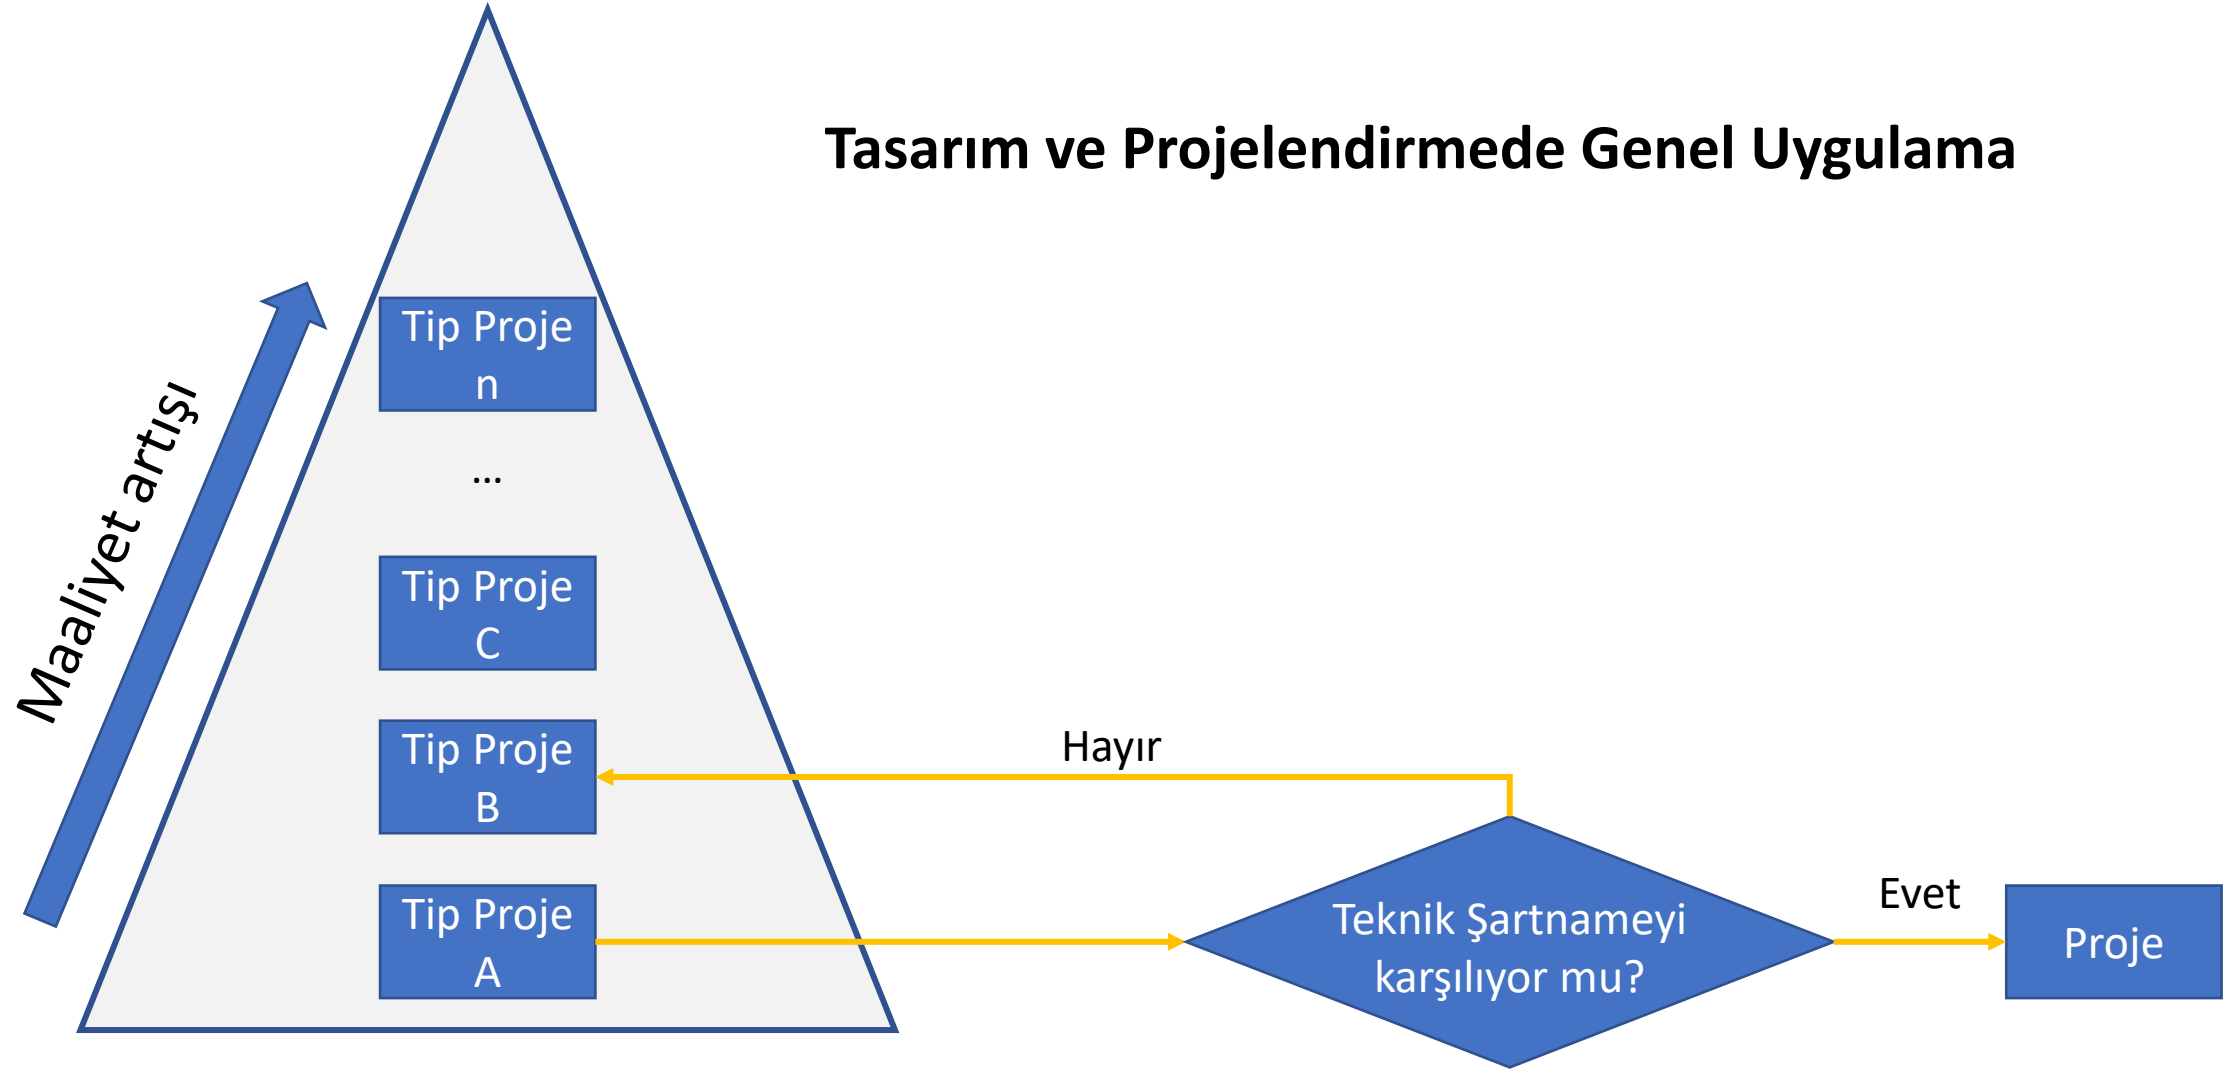 Tasarım ve Projelendirmede Genel Uygulama
Maaliyet artışı
Tip Proje
n
...
Tip Proje
C
Tip Proje
B
Tip Proje
A
Hayır
Teknik Şartnameyi
karşılıyor mu?
Evet
Proje